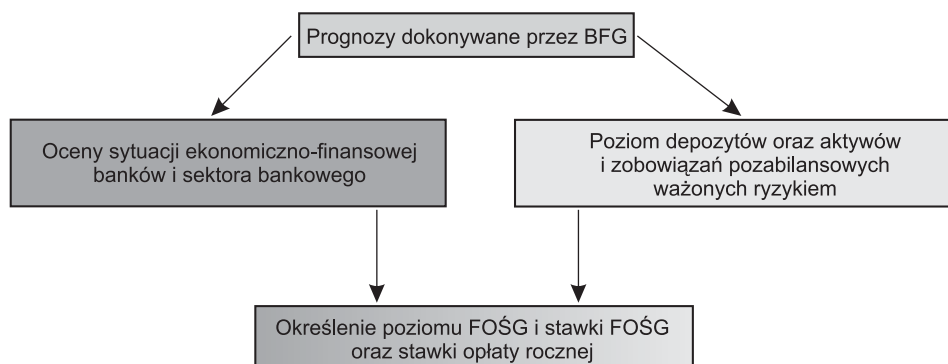 Prognozy dokonywane przez BFG
Oceny sytuacji ekonomiczno-finansowej
banków i sektora bankowego
Poziom depozytów oraz aktywów
i zobowiązań pozabilansowych
ważonych ryzykiem
Określenie poziomu FOŚG i stawki FOŚG
oraz stawki opłaty rocznej